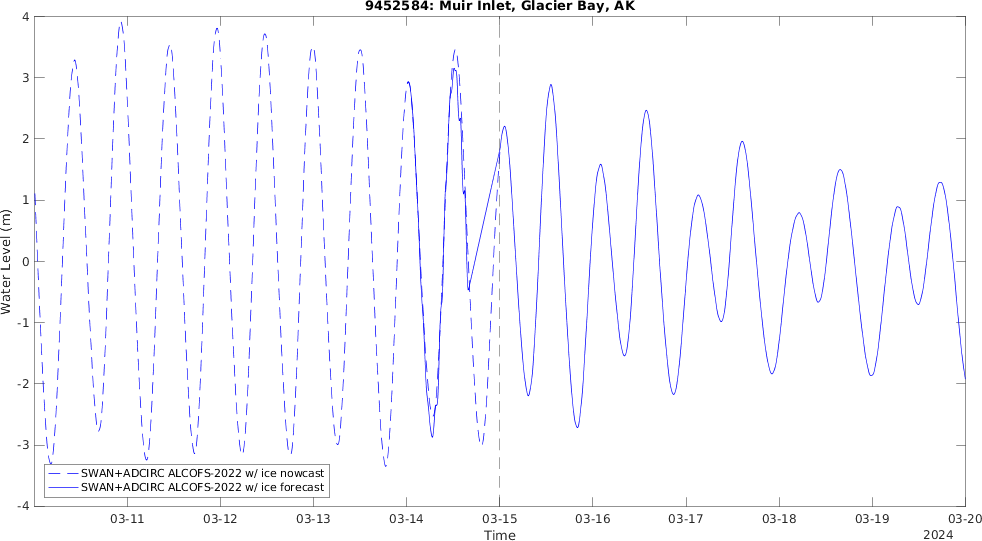 9452584: Muir Inlet, Glacier Bay, AK
4
3
2
1
0
-1
-2
-3
-4
Water Level (m)
SWAN+ADCIRC ALCOFS-2022 w/ ice nowcast
SWAN+ADCIRC ALCOFS-2022 w/ ice forecast
03-11 03-12 03-13 03-14 03-15 03-16 03-17 03-18 03-19 03-20
Time
2024